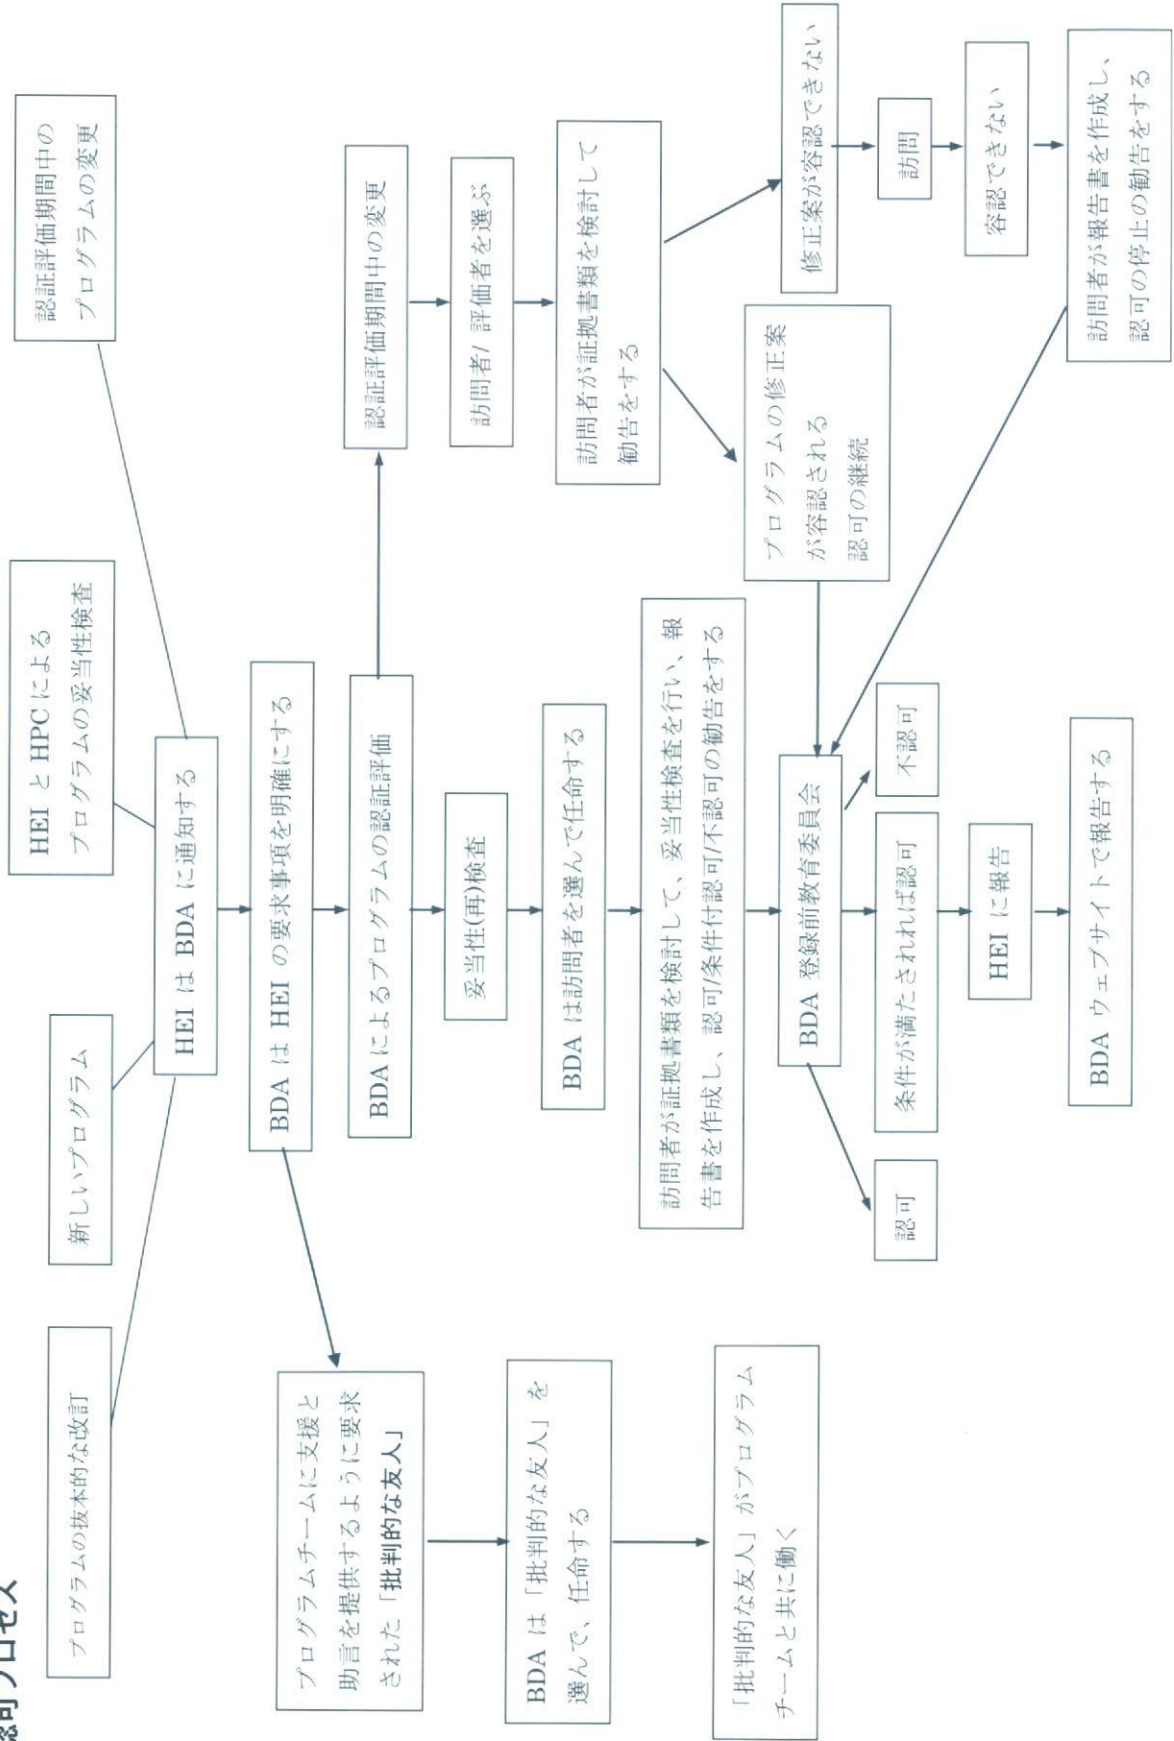 認可プロセス
プログラムの抜本的な改訂
新しいプログラム
HEI と HPC による
プログラムの妥当性検査
認証評価期間中の
プログラムの変更
HEI は BDA に通知する
BDA は HEI の要求事項を明確にする
プログラムチームに支援と
助言を提供するように要求
された「批判的な友人」
BDA によるプログラムの認証評価
認証評価期間中の変更
妥当性(再)検査
訪問者/ 評価者を選ぶ
BDA は「批判的な友人」を
選んで、任命する
BDA は訪問者を選んで任命する
訪問者が証拠書類を検討して
勧告をする
訪問者が証拠書類を検討して、妥当性検査を行い、報
告書を作成し、認可/条件付認可/不認可の勧告をする
「批判的な友人」がプログラム
チームと共に働く
プログラムの修正案
が容認される
認可の継続
修正案が容認できない
BDA 登録前教育委員会
訪問
認可
条件が満たされれば認可
不認可
容認できない
HEI に報告
訪問者が報告書を作成し、
認可の停止の勧告をする
BDA ウェブサイトで報告する